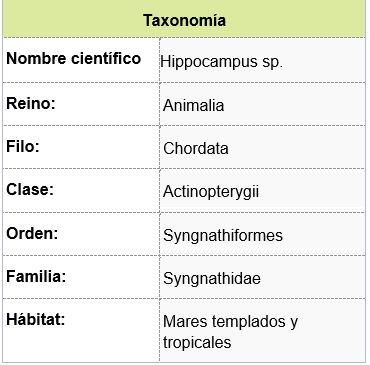 Taxonomía
Nombre científico Hippocampus sp.
Reino: Animalia
Filo: Chordata
Clase: Actinopterygii
Orden: Syngnathiformes
Familia: Syngnathidae
Hábitat: Mares templados y
tropicales